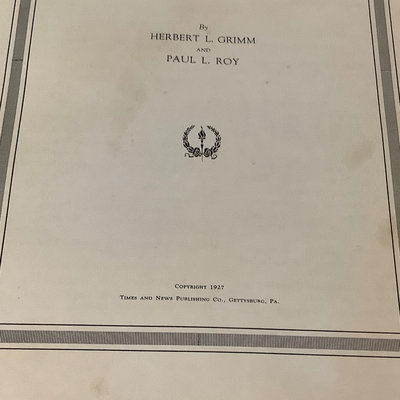 By
HERBERT L. GRIMM
AND
PAUL L. ROY
COPYRIGHT 1927
TIMES AND NEWS PUBLISHING CO., GETTYSBURG, PA.